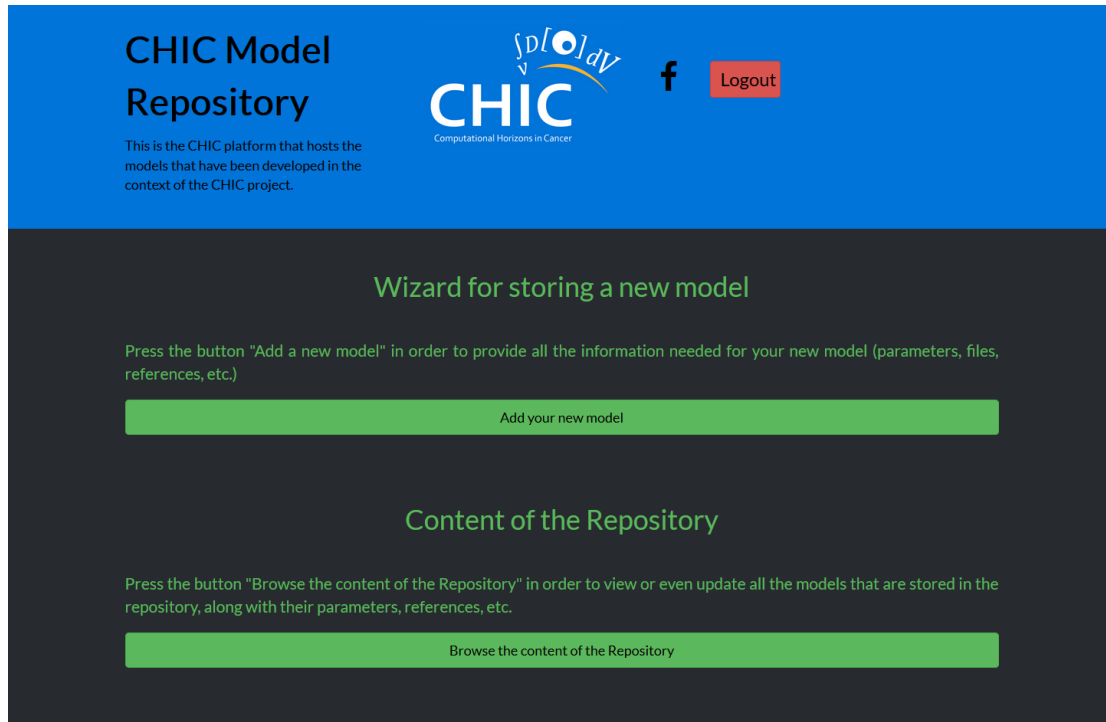 CHIC Model
Repository
This is the CHIC platform that hosts the
models that have been developed in the
context of the CHIC project.
∫D[O]dV
V
CHIC
Computational Horizons in Cancer
Logout
Wizard for storing a new model
Press the button "Add a new model" in order to provide all the information needed for your new model (parameters, files,
references, etc.)
Add your new model
Content of the Repository
Press the button "Browse the content of the Repository" in order to view or even update all the models that are stored in the
repository, along with their parameters, references, etc.
Browse the content of the Repository